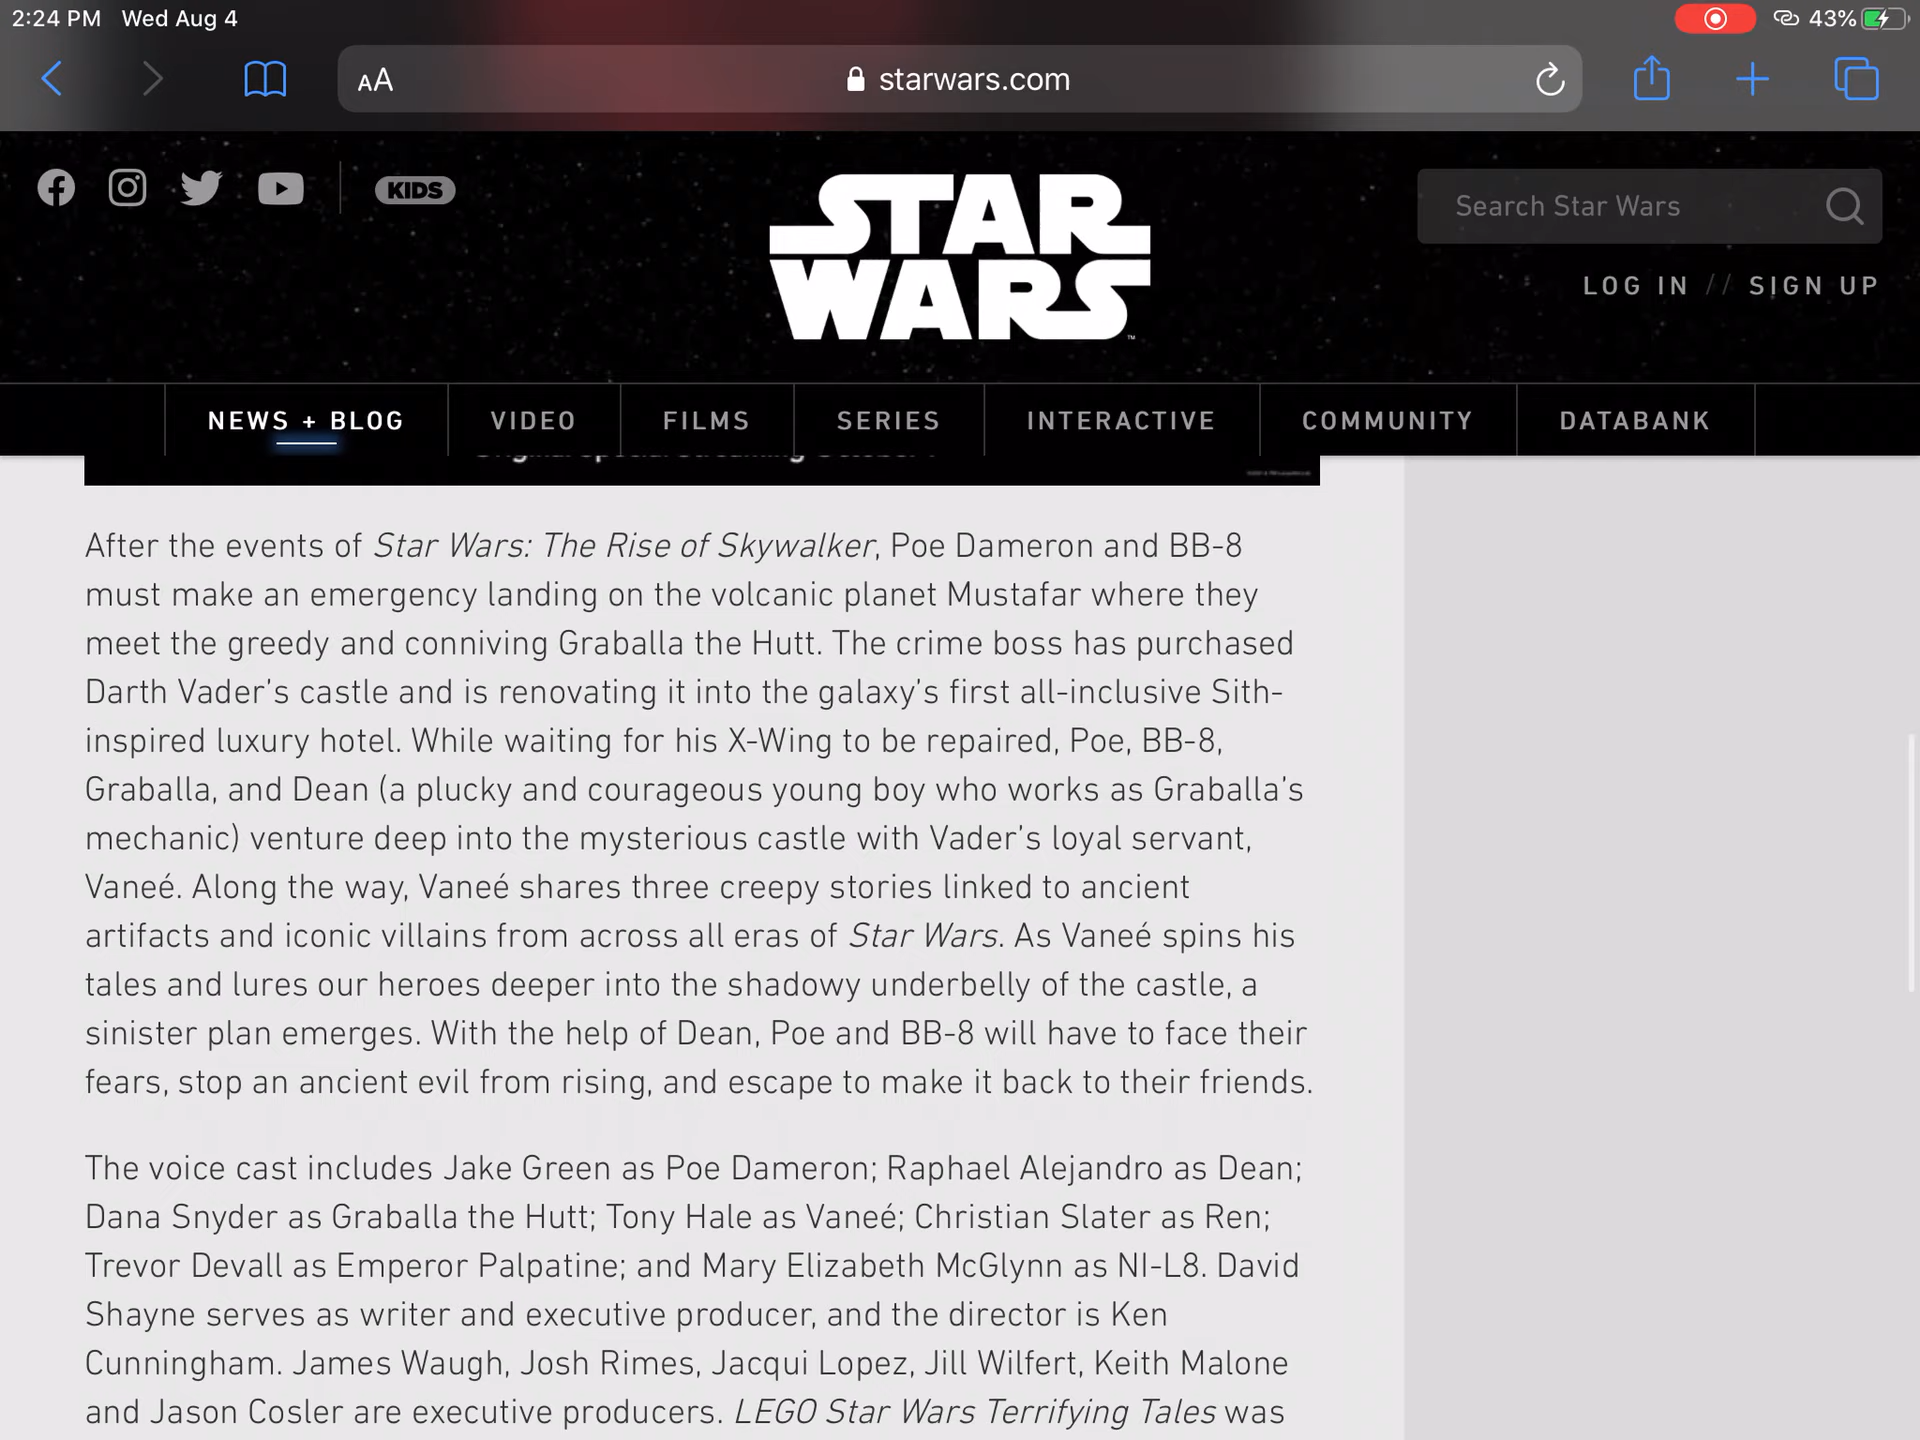 2:24 PM Wed Aug 4
43%
AA
starwars.com
KIDS
STAR
WARS
Search Star Wars
LOG IN // SIGN UP
NEWS + BLOG VIDEO FILMS SERIES INTERACTIVE COMMUNITY DATABANK
After the events of Star Wars: The Rise of Skywalker, Poe Dameron and BB-8
must make an emergency landing on the volcanic planet Mustafar where they
meet the greedy and conniving Graballa the Hutt. The crime boss has purchased
Darth Vader’s castle and is renovating it into the galaxy’s first all-inclusive Sith-
inspired luxury hotel. While waiting for his X-Wing to be repaired, Poe, BB-8,
Graballa, and Dean (a plucky and courageous young boy who works as Graballa’s
mechanic) venture deep into the mysterious castle with Vader’s loyal servant,
Vaneé. Along the way, Vaneé shares three creepy stories linked to ancient
artifacts and iconic villains from across all eras of Star Wars. As Vaneé spins his
tales and lures our heroes deeper into the shadowy underbelly of the castle, a
sinister plan emerges. With the help of Dean, Poe and BB-8 will have to face their
fears, stop an ancient evil from rising, and escape to make it back to their friends.
The voice cast includes Jake Green as Poe Dameron; Raphael Alejandro as Dean;
Dana Snyder as Graballa the Hutt; Tony Hale as Vaneé; Christian Slater as Ren;
Trevor Devall as Emperor Palpatine; and Mary Elizabeth McGlynn as NI-L8. David
Shayne serves as writer and executive producer, and the director is Ken
Cunningham. James Waugh, Josh Rimes, Jacqui Lopez, Jill Wilfert, Keith Malone
and Jason Cosler are executive producers. LEGO Star Wars Terrifying Tales was